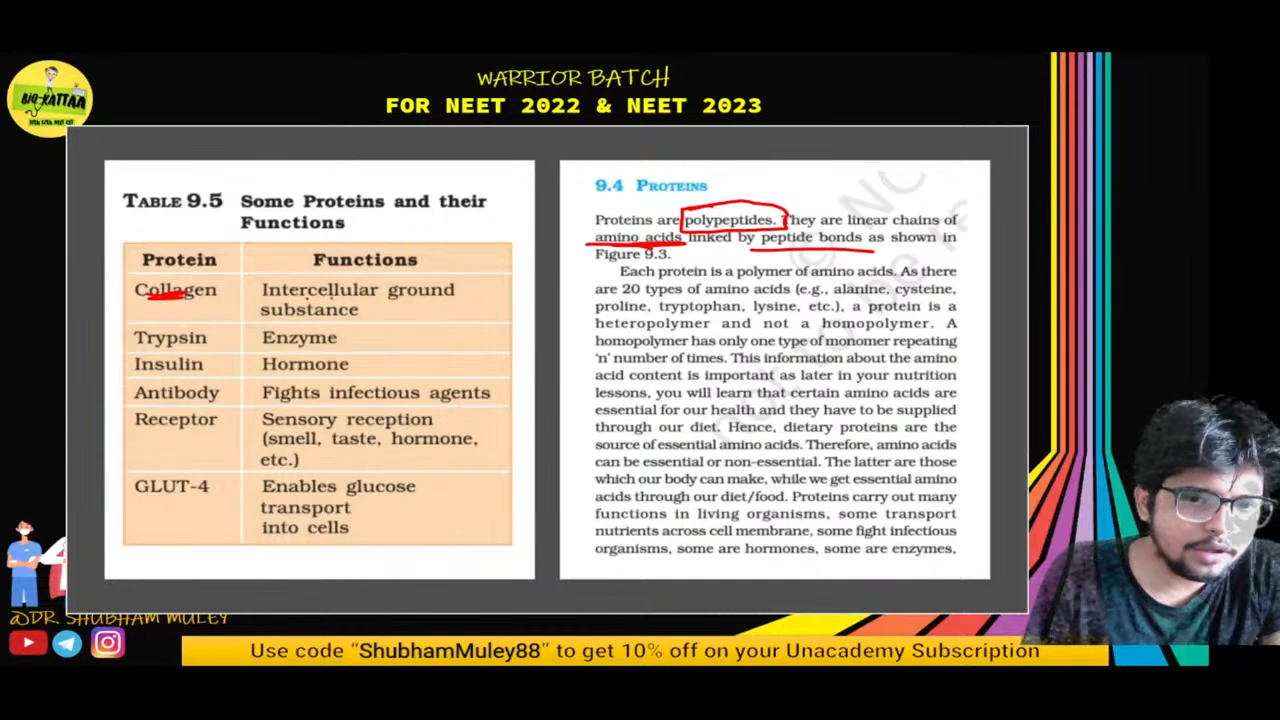 WARRIOR BATCH
FOR NEET 2022 & NEET 2023
BIO-KATTAA
TABLE 9.5 Some Proteins and their
Functions
Protein Functions
Collagen Intercellular ground
substance
Trypsin Enzyme
Insulin Hormone
Antibody Fights infectious agents
Receptor Sensory reception
(smell, taste, hormone,
etc.)
GLUT-4 Enables glucose
transport
into cells
9.4 PROTEINS
Proteins are polypeptides. They are linear chains of
amino acids linked by peptide bonds as shown in
Figure 9.3.
Each protein is a polymer of amino acids. As there
are 20 types of amino acids (e.g., alanine, cysteine,
proline, tryptophan, lysine, etc.), a protein is a
heteropolymer and not a homopolymer. A
homopolymer has only one type of monomer repeating
'n' number of times. This information about the amino
acid content is important as later in your nutrition
lessons, you will learn that certain amino acids are
essential for our health and they have to be supplied
through our diet. Hence, dietary proteins are the
source of essential amino acids. Therefore, amino acids
can be essential or non-essential. The latter are those
which our body can make, while we get essential amino
acids through our diet/food. Proteins carry out many
functions in living organisms, some transport
nutrients across cell membrane, some fight infectious
organisms, some are hormones, some are enzymes,
@DR. SHUBHAM MULEY
Use code "ShubhamMuley88" to get 10% off on your Unacademy Subscription